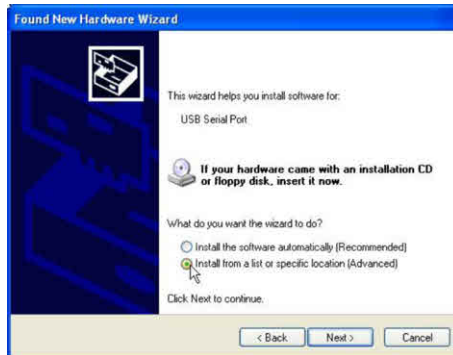 Found New Hardware Wizard
This wizard helps you install software for:
USB Serial Port
If your hardware came with an installation CD
or floppy disk, insert it now.
What do you want the wizard to do?
Install the software automatically (Recommended)
Install from a list or specific location (Advanced)
Click Next to continue.
< Back Next > Cancel